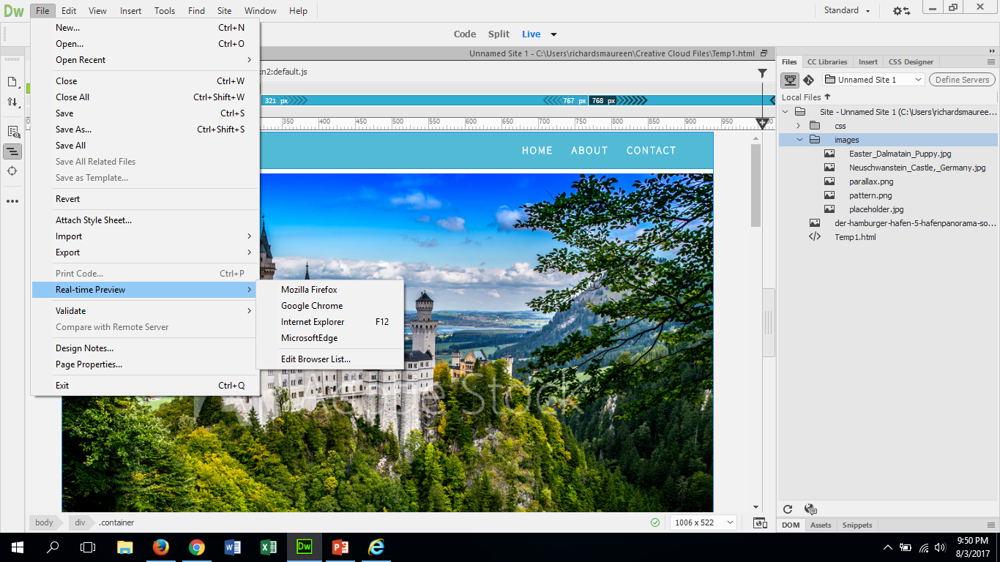 Dw File Edit View Insert Tools Find Site Window Help Standard
Code Split Live
Unnamed Site 1 - C:\Users\richardsmaureen\Creative Cloud Files\Temp1.html
n2:default.js
321 px 767 px 768 px
350 400 450 500 550 600 650 700 750 800 850 900 950
HOME ABOUT CONTACT
New... Ctrl+N
Open... Ctrl+O
Open Recent
Close Ctrl+W
Close All Ctrl+Shift+W
Save Ctrl+S
Save As... Ctrl+Shift+S
Save All
Save All Related Files
Save as Template...
Revert
Attach Style Sheet...
Import
Export
Print Code... Ctrl+P
Real-time Preview
Validate
Compare with Remote Server
Design Notes...
Page Properties...
Exit Ctrl+Q
Mozilla Firefox
Google Chrome
Internet Explorer F12
MicrosoftEdge
Edit Browser List...
Adobe Stock
Files CC Libraries Insert CSS Designer
Unnamed Site 1 Define Servers
Local Files
Site - Unnamed Site 1 (C:\Users\richardsmauree...
css
images
Easter_Dalmatain_Puppy.jpg
Neuschwanstein_Castle,_Germany.jpg
parallax.png
pattern.png
placeholder.jpg
der-hamburger-hafen-5-hafenpanorama-so...
Temp1.html
body div .container 1006 x 522
DOM Assets Snippets
Dw
9:50 PM
8/3/2017